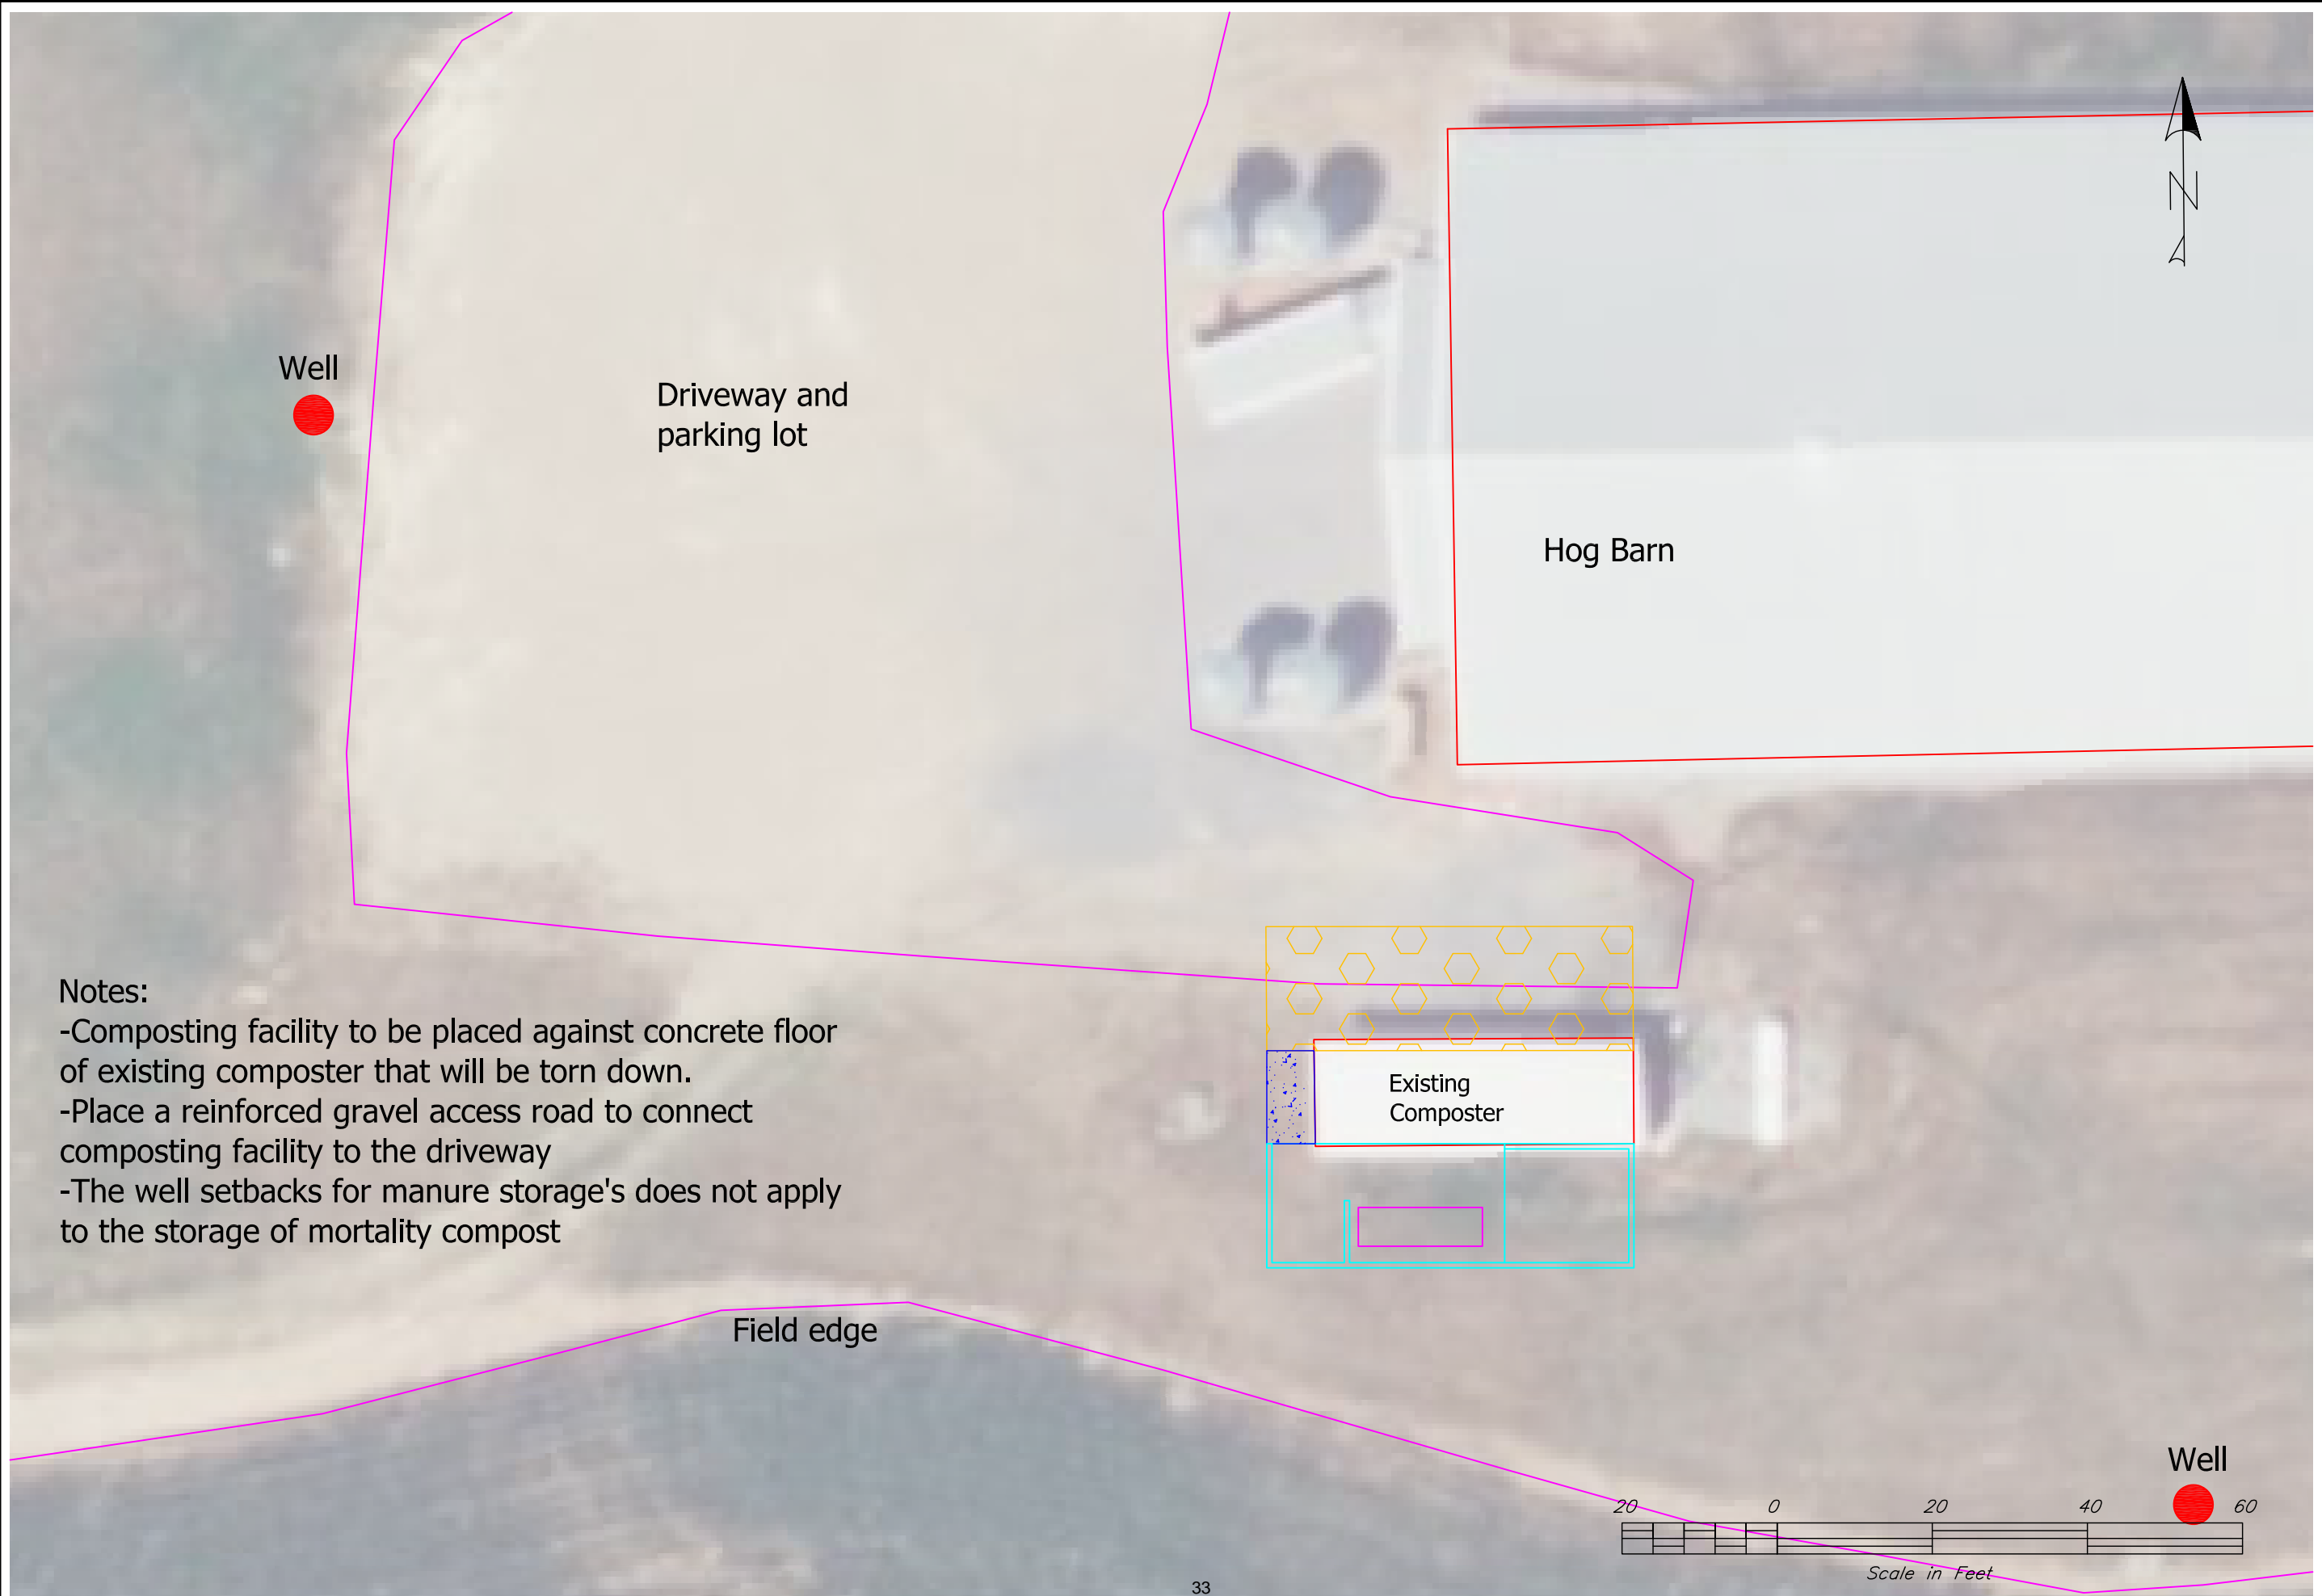 N
Well
Driveway and
parking lot
Hog Barn
Notes:
-Composting facility to be placed against concrete floor
of existing composter that will be torn down.
-Place a reinforced gravel access road to connect
composting facility to the driveway
-The well setbacks for manure storage's does not apply
to the storage of mortality compost
Existing
Composter
Field edge
Well
20 0 20 40 60
Scale in Feet
33